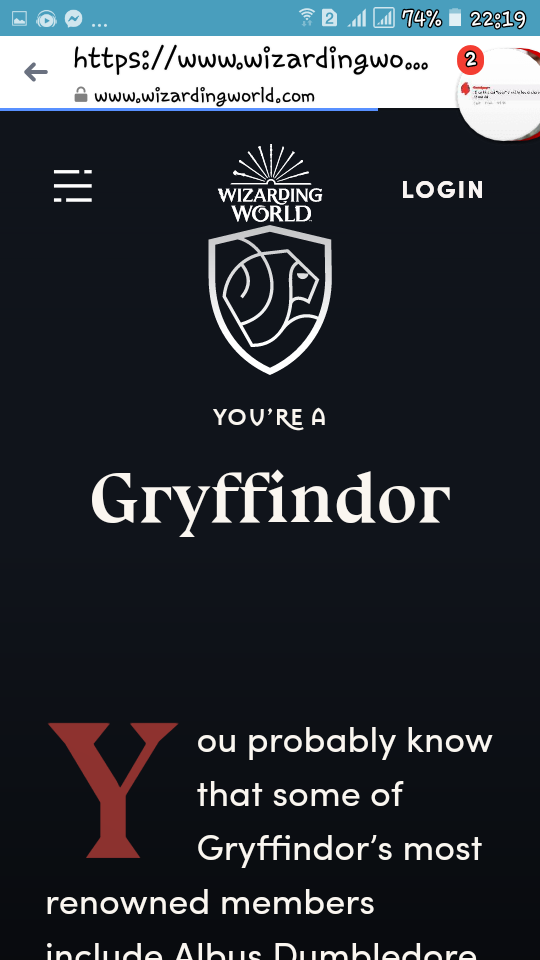 ... 2 74% 22:19
https://www.wizardingwo...
2
www.wizardingworld.com
WIZARDING
WORLD
LOGIN
YOU'RE A
Gryffindor
You probably know
that some of
Gryffindor's most
renowned members
include Albus Dumbledore